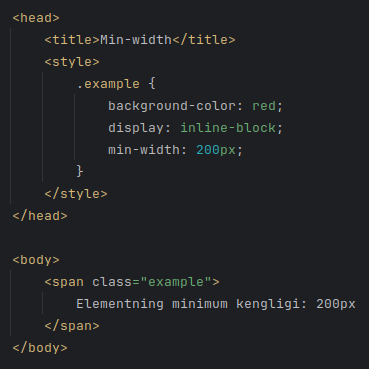 <head>
<title>Min-width</title>
<style>
.example {
background-color: red;
display: inline-block;
min-width: 200px;
}
</style>
</head>
<body>
<span class="example">
Elementning minimum kengligi: 200px
</span>
</body>